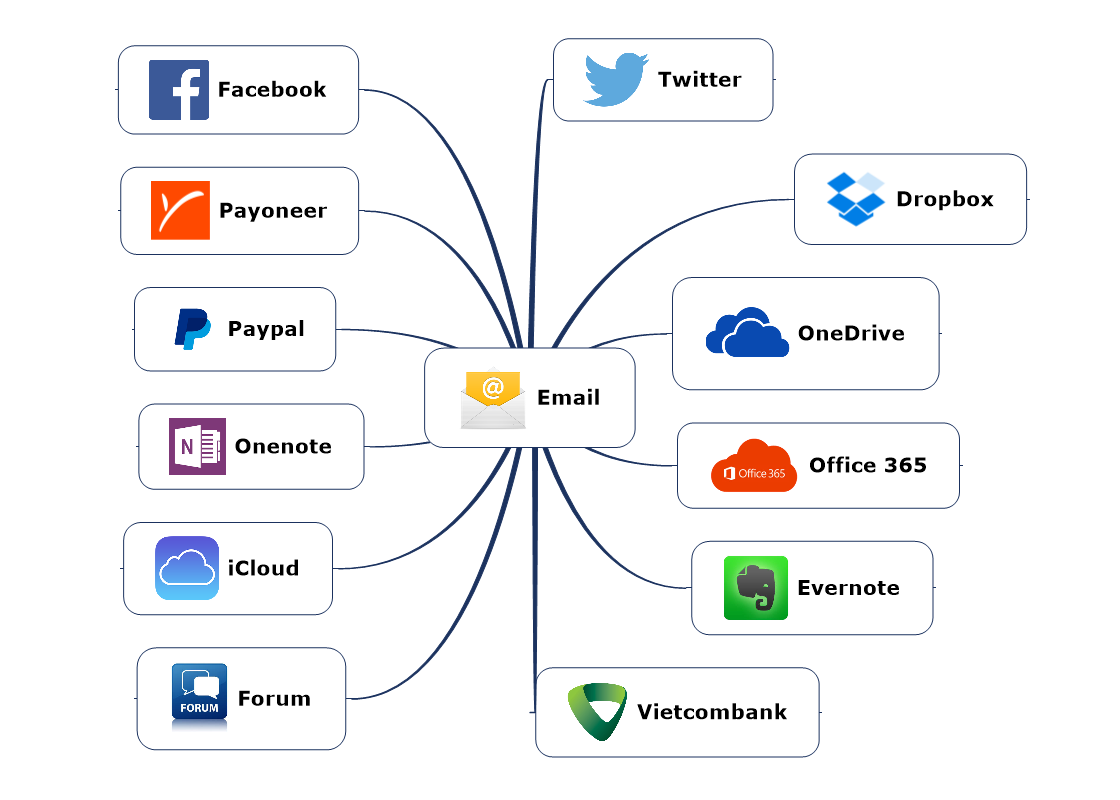 Facebook
Twitter
Payoneer
Dropbox
Paypal
OneDrive
@
Email
N
Onenote
Office 365
Office 365
iCloud
Evernote
FORUM
Forum
Vietcombank